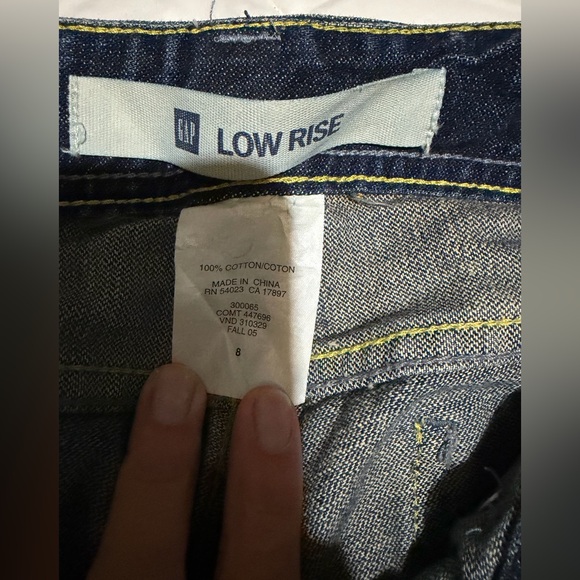 GAP LOW RISE
100% COTTON/COTON
MADE IN CHINA
RN 54023 CA 17897
300065
COMT 447696
VND 310329
FALL 05
8